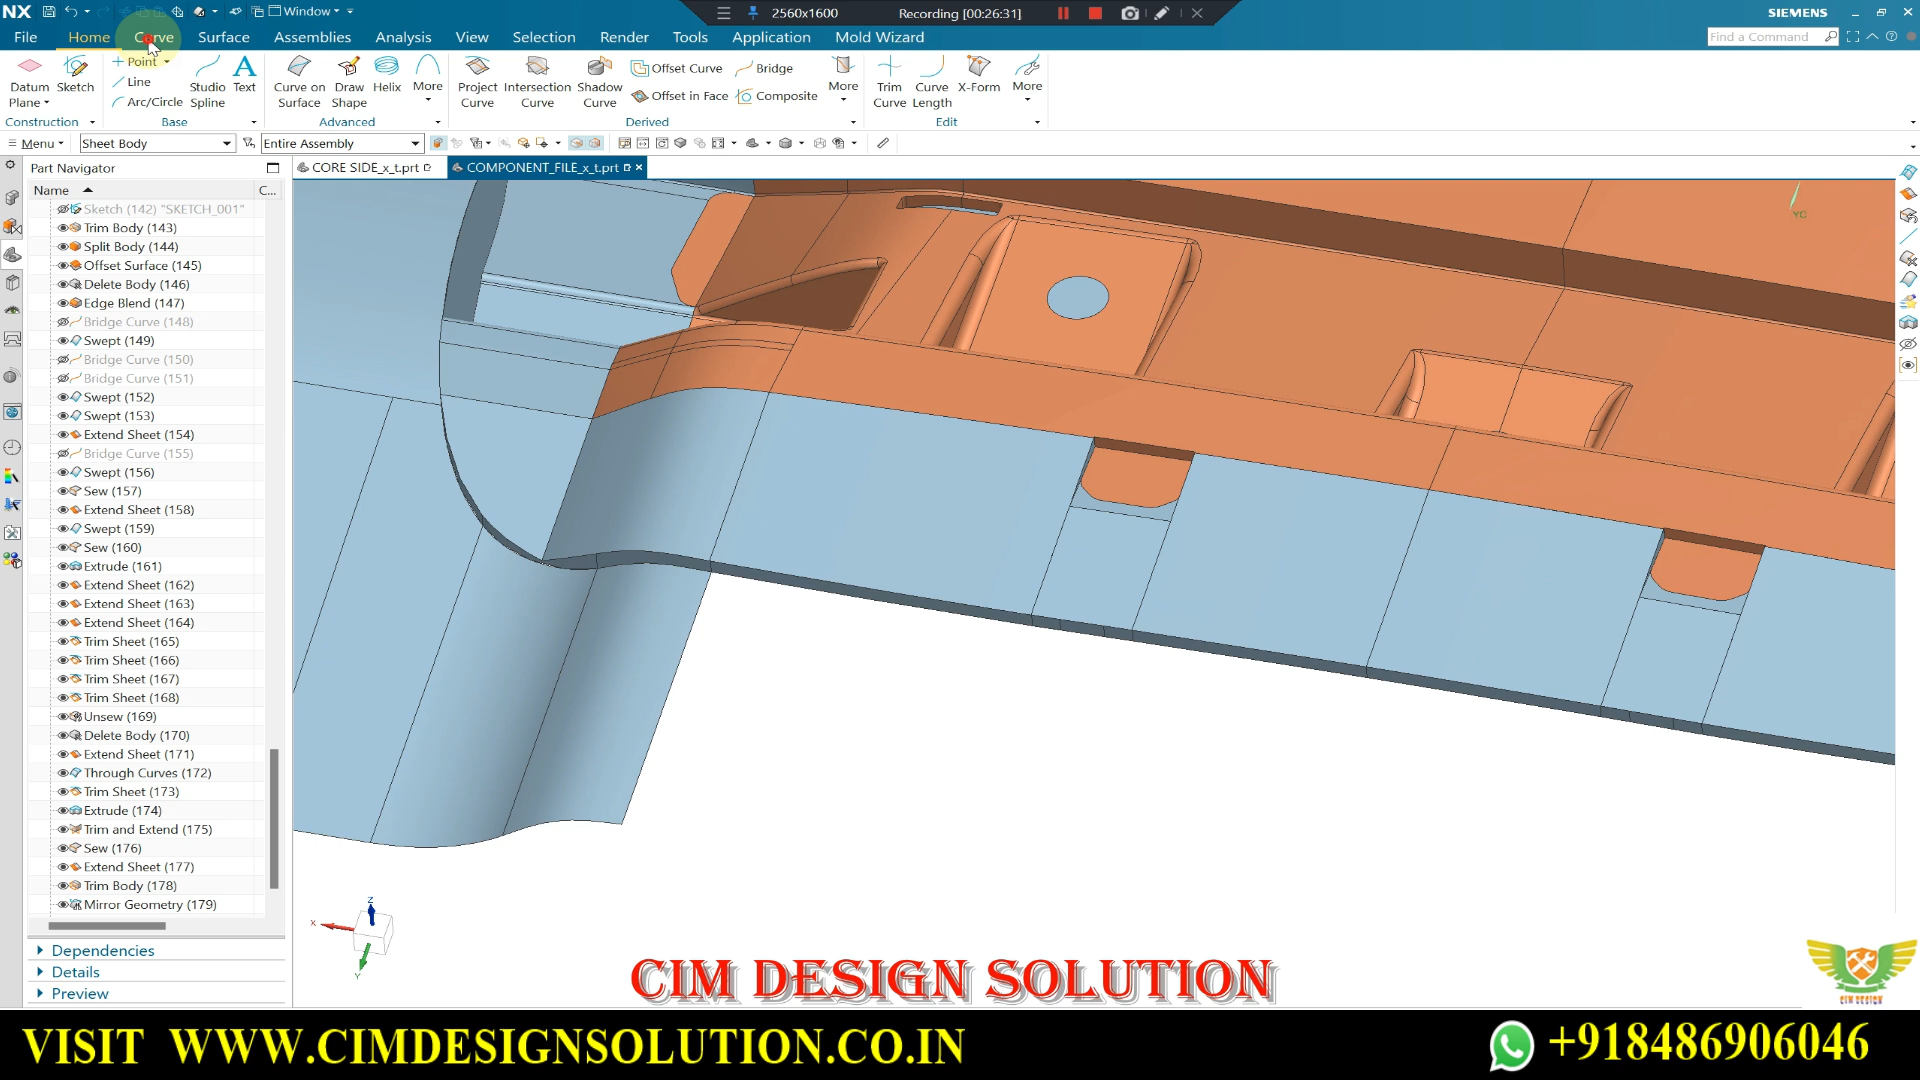 NX Window 2560x1600 Recording [00:26:31] SIEMENS
File Home Curve Surface Assemblies Analysis View Selection Render Tools Application Mold Wizard Find a Command
Datum Plane Sketch Point Line Arc/Circle Studio Spline Text Curve on Surface Draw Shape Helix More Project Curve Intersection Curve Shadow Curve Offset Curve Offset in Face Bridge Composite More Trim Curve Curve Length X-Form More
Construction Base Advanced Derived Edit
Menu Sheet Body Entire Assembly
Part Navigator CORE SIDE_x_t.prt COMPONENT_FILE_x_t.prt
Name C...
Sketch (142) "SKETCH_001"
Trim Body (143)
Split Body (144)
Offset Surface (145)
Delete Body (146)
Edge Blend (147)
Bridge Curve (148)
Swept (149)
Bridge Curve (150)
Bridge Curve (151)
Swept (152)
Swept (153)
Extend Sheet (154)
Bridge Curve (155)
Swept (156)
Sew (157)
Extend Sheet (158)
Swept (159)
Sew (160)
Extrude (161)
Extend Sheet (162)
Extend Sheet (163)
Extend Sheet (164)
Trim Sheet (165)
Trim Sheet (166)
Trim Sheet (167)
Trim Sheet (168)
Unsew (169)
Delete Body (170)
Extend Sheet (171)
Through Curves (172)
Trim Sheet (173)
Extrude (174)
Trim and Extend (175)
Sew (176)
Extend Sheet (177)
Trim Body (178)
Mirror Geometry (179)
Dependencies
Details
Preview
YC
Z
X
Y
CIM DESIGN SOLUTION
CIM DESIGN
VISIT WWW.CIMDESIGNSOLUTION.CO.IN
+918486906046